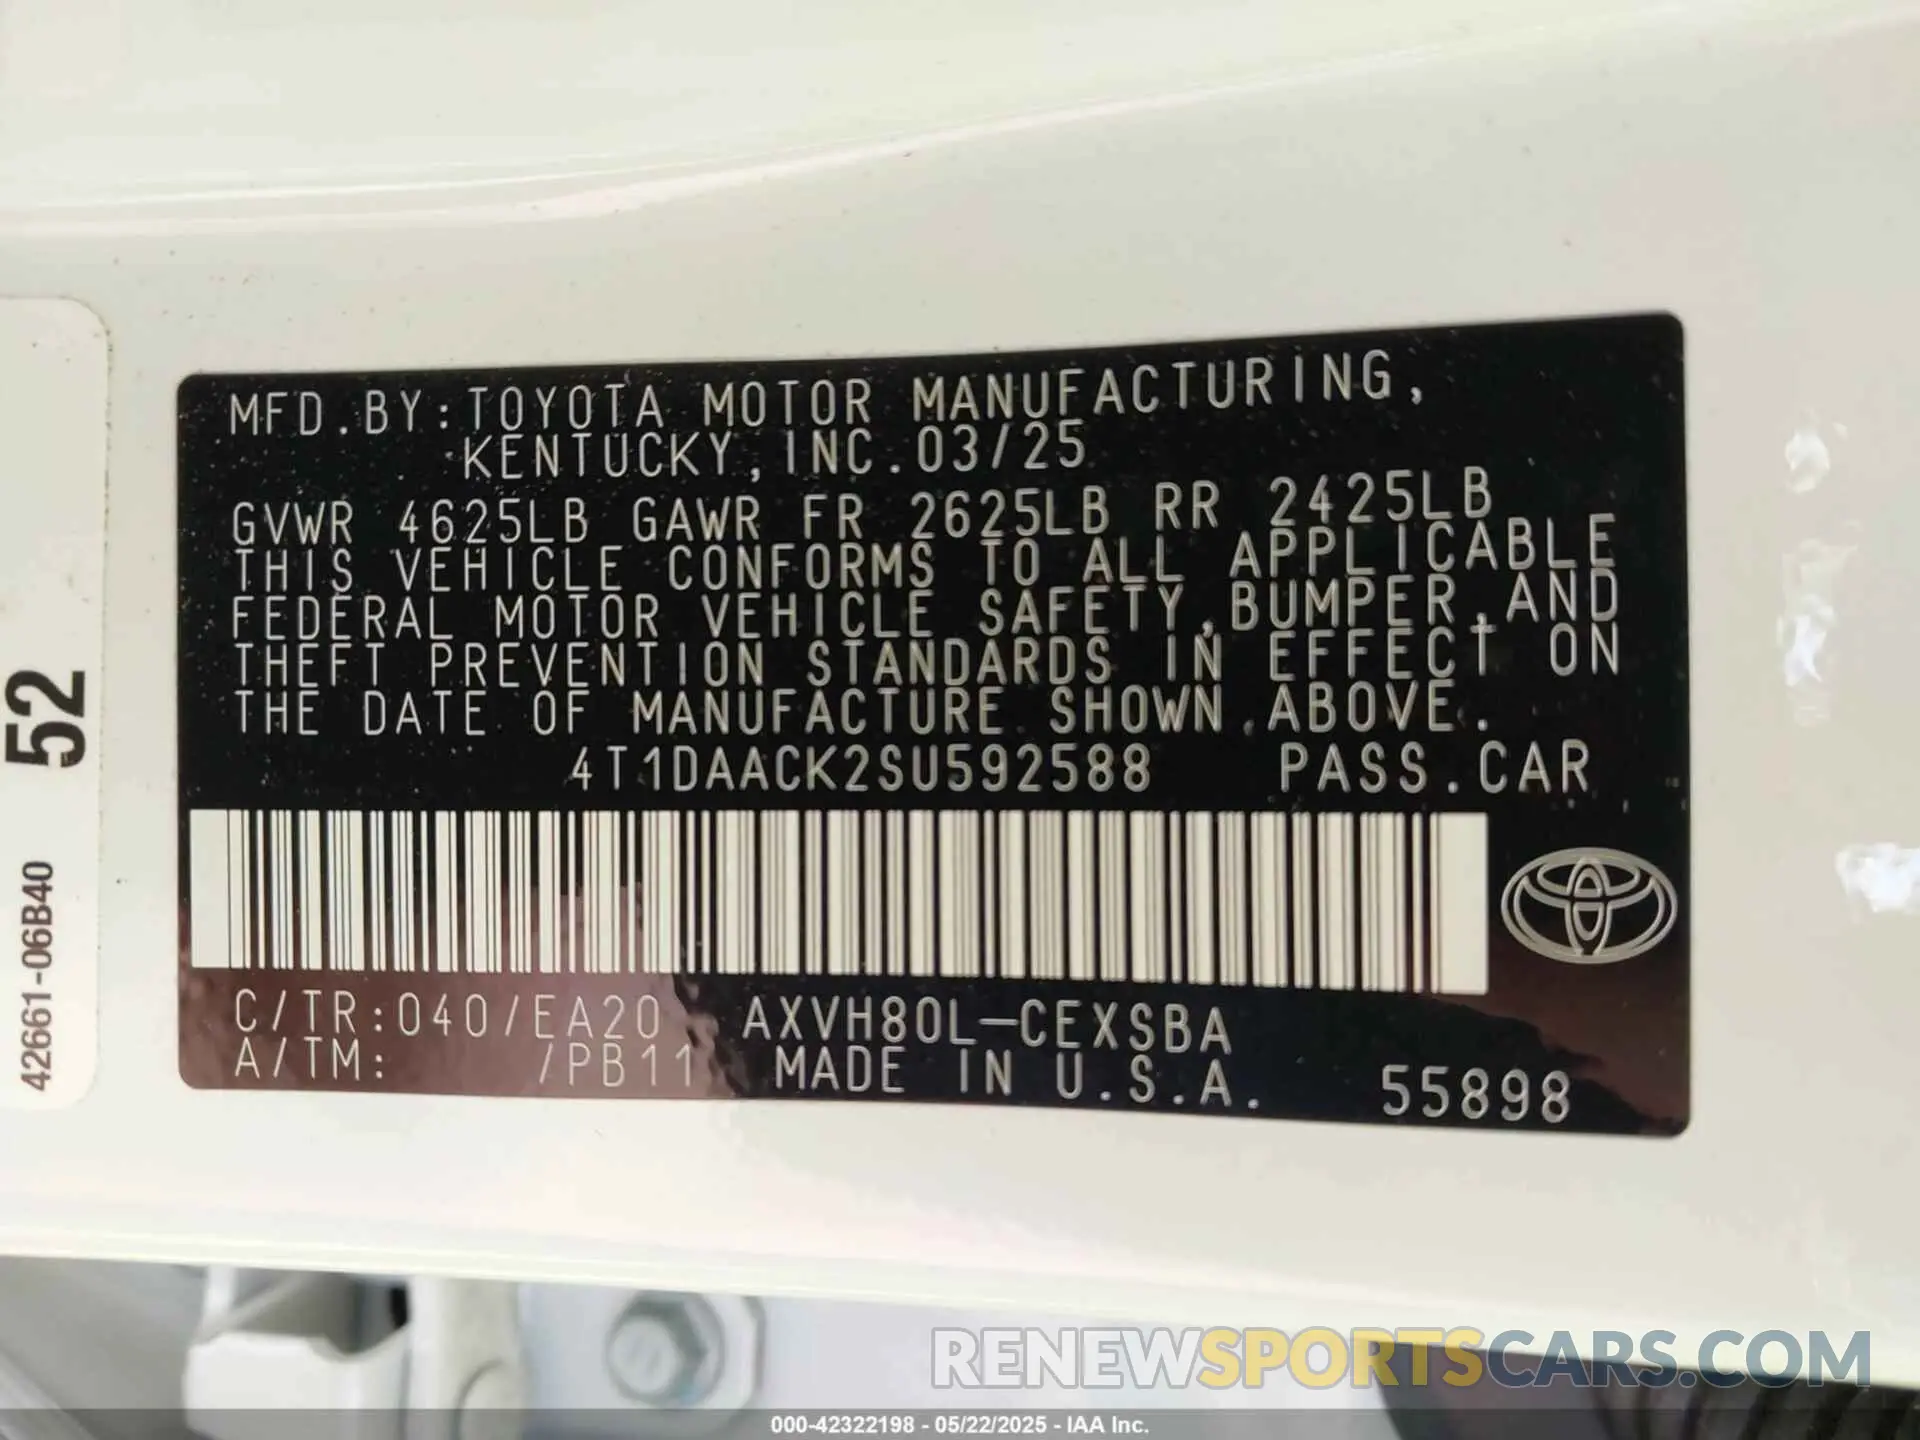 MFD.BY:TOYOTA MOTOR MANUFACTURING,
KENTUCKY,INC.03/25
GVWR 4625LB GAWR FR 2625LB RR 2425LB
THIS VEHICLE CONFORMS TO ALL APPLICABLE
FEDERAL MOTOR VEHICLE SAFETY,BUMPER,AND
THEFT PREVENTION STANDARDS IN EFFECT ON
THE DATE OF MANUFACTURE SHOWN ABOVE.
4T1DAACK2SU592588 PASS.CAR
C/TR:040/EA20 AXVH80L-CEXSBA
A/TM: /PB11 MADE IN U.S.A. 55898
52
42661-06B40
RENEWSPORTSCARS.COM
000-42322198 - 05/22/2025 - IAA Inc.